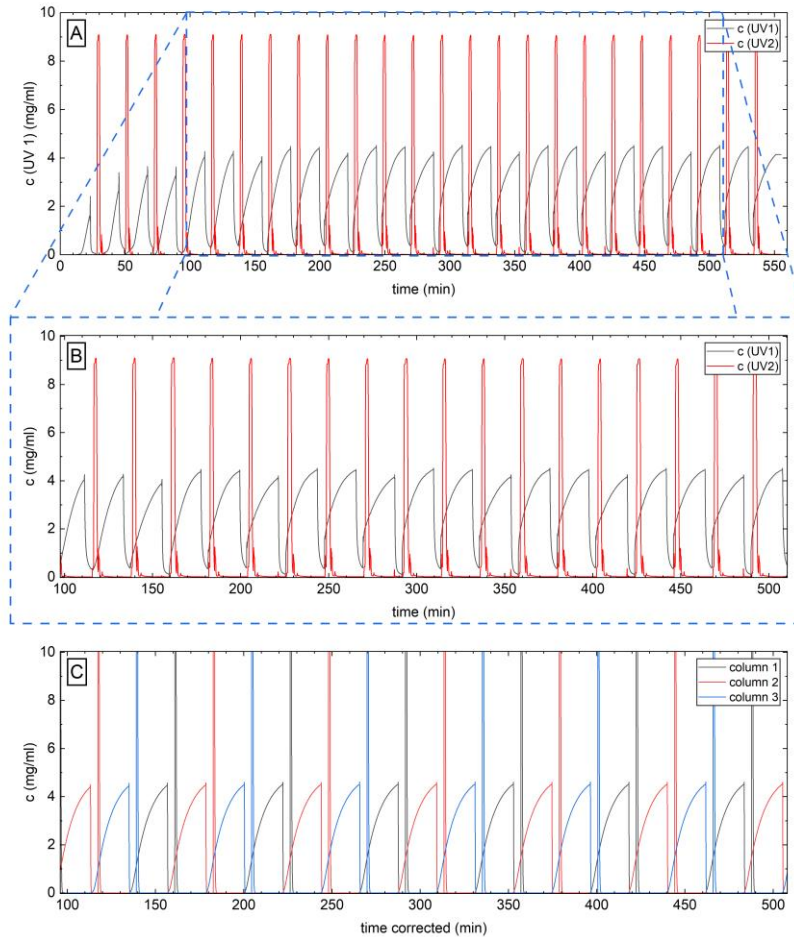 A
c (UV1)
c (UV2)
c (UV 1) (mg/ml)
10
8
6
4
2
0
0 50 100 150 200 250 300 350 400 450 500 550
time (min)
B
c (UV1)
c (UV2)
c (mg/ml)
10
8
6
4
2
0
100 150 200 250 300 350 400 450 500
time (min)
C
column 1
column 2
column 3
c (mg/ml)
10
8
6
4
2
0
100 150 200 250 300 350 400 450 500
time corrected (min)